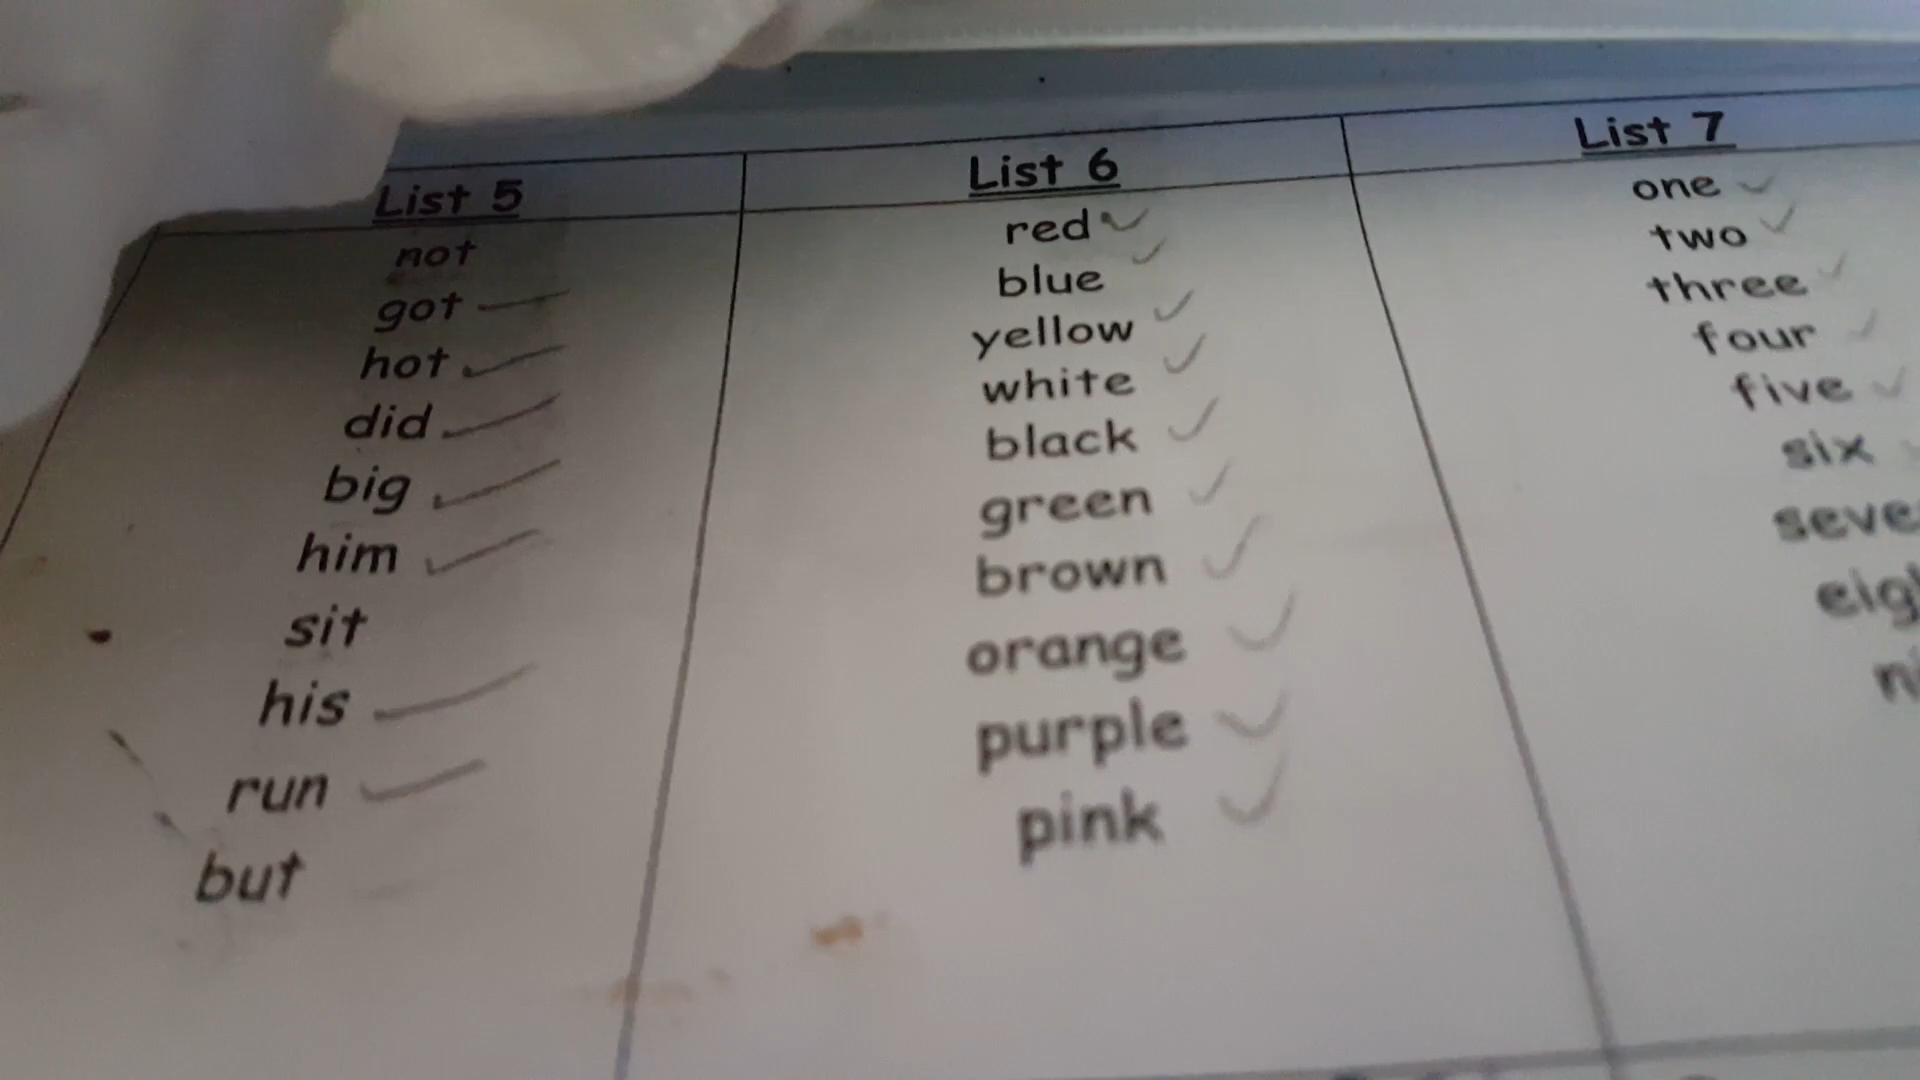 List 5
not
got
hot
did
big
him
sit
his
run
but
List 6
red
blue
yellow
white
black
green
brown
orange
purple
pink
List 7
one
two
three
four
five
six